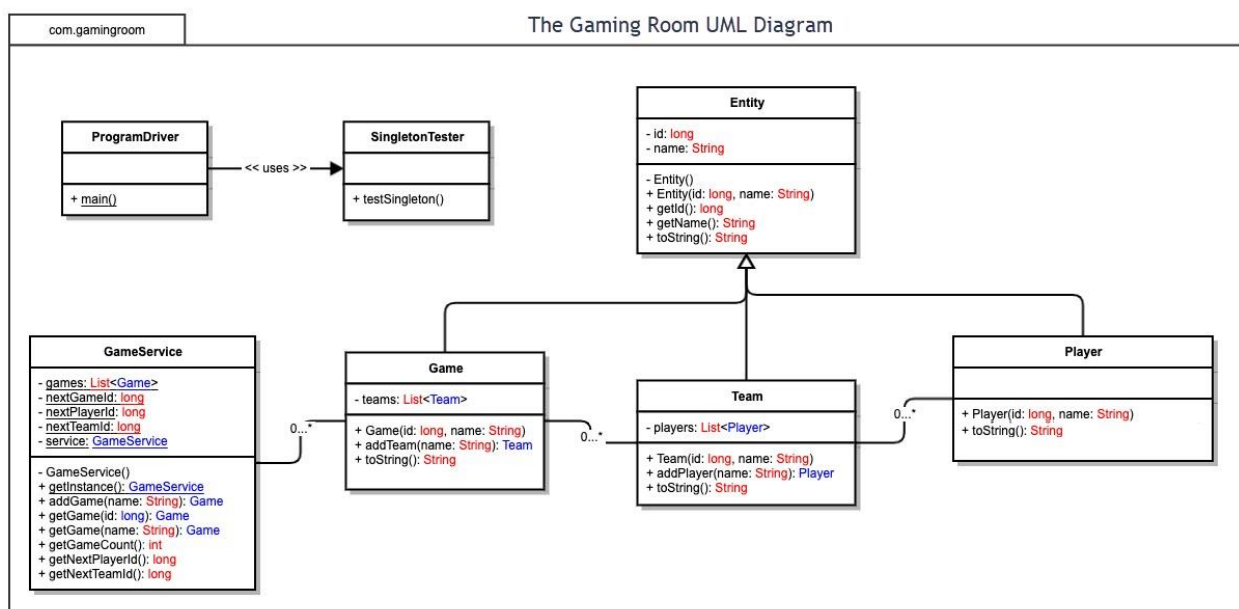 The Gaming Room UML Diagram
com.gamingroom
ProgramDriver
+ main()
<< uses >>
SingletonTester
+ testSingleton()
Entity
- id: long
- name: String
- Entity()
+ Entity(id: long, name: String)
+ getId(): long
+ getName(): String
+ toString(): String
GameService
- games: List<Game>
- nextGameId: long
- nextPlayerId: long
- nextTeamId: long
- service: GameService
- GameService()
+ getInstance(): GameService
+ addGame(name: String): Game
+ getGame(id: long): Game
+ getGame(name: String): Game
+ getGameCount(): int
+ getNextPlayerId(): long
+ getNextTeamId(): long
0...*
Game
- teams: List<Team>
+ Game(id: long, name: String)
+ addTeam(name: String): Team
+ toString(): String
0...*
Team
- players: List<Player>
+ Team(id: long, name: String)
+ addPlayer(name: String): Player
+ toString(): String
0...*
Player
+ Player(id: long, name: String)
+ toString(): String